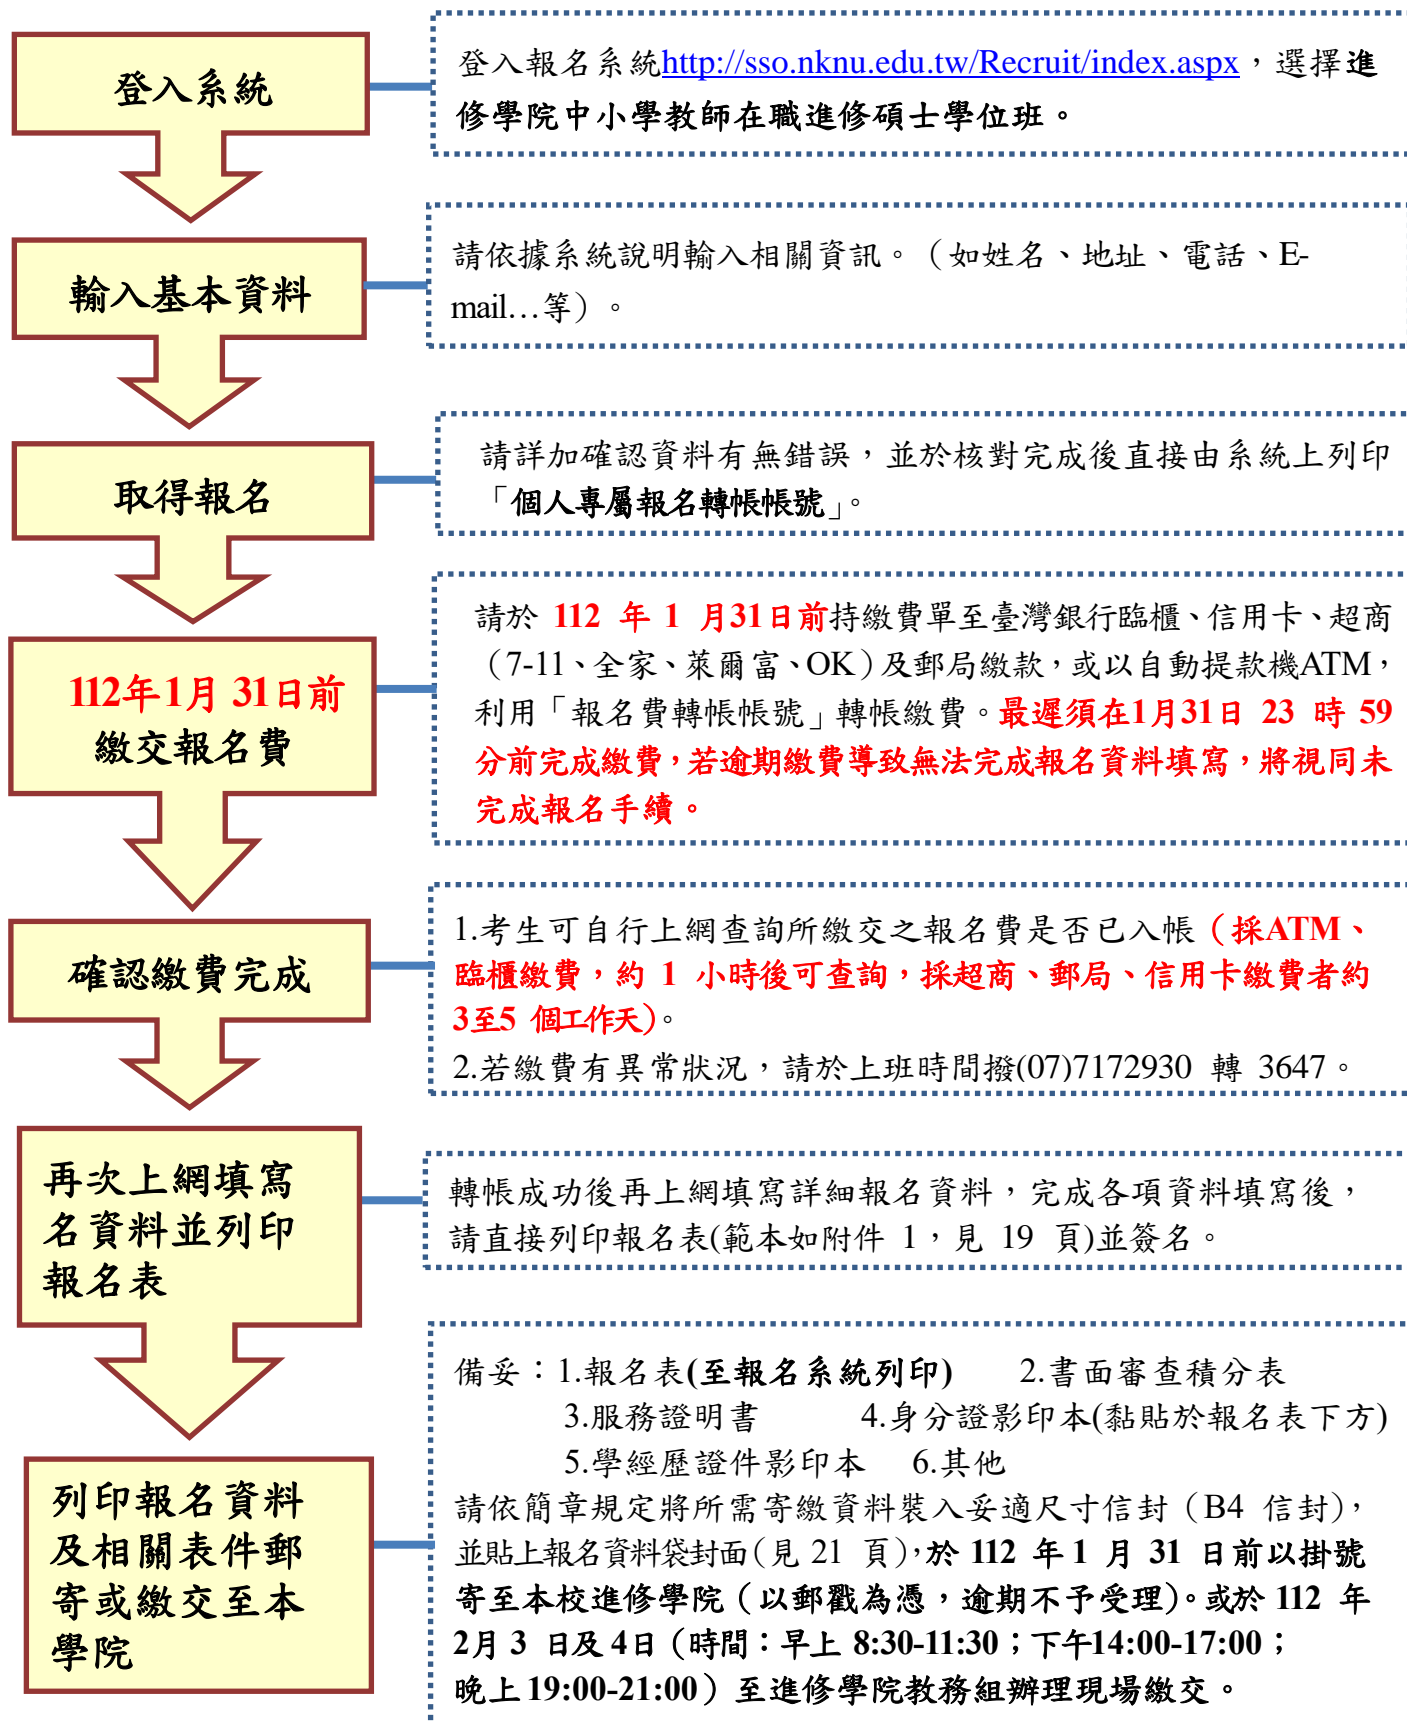 登入系統
登入報名系統http://sso.nknu.edu.tw/Recruit/index.aspx，選擇進
修學院中小學教師在職進修碩士學位班。
輸入基本資料
請依據系統說明輸入相關資訊。（如姓名、地址、電話、E-
mail…等）。
取得報名
請詳加確認資料有無錯誤，並於核對完成後直接由系統上列印
「個人專屬報名轉帳帳號」。
112年1月 31日前
繳交報名費
請於 112 年 1 月31日前持繳費單至臺灣銀行臨櫃、信用卡、超商
（7-11、全家、萊爾富、OK）及郵局繳款，或以自動提款機ATM，
利用「報名費轉帳帳號」轉帳繳費。最遲須在1月31日 23 時 59
分前完成繳費，若逾期繳費導致無法完成報名資料填寫，將視同未
完成報名手續。
確認繳費完成
1.考生可自行上網查詢所繳交之報名費是否已入帳（採ATM、
臨櫃繳費，約 1 小時後可查詢，採超商、郵局、信用卡繳費者約
3至5 個工作天）。
2.若繳費有異常狀況，請於上班時間撥(07)7172930 轉 3647。
再次上網填寫
名資料並列印
報名表
轉帳成功後再上網填寫詳細報名資料，完成各項資料填寫後，
請直接列印報名表(範本如附件 1，見 19 頁)並簽名。
列印報名資料
及相關表件郵
寄或繳交至本
學院
備妥：1.報名表(至報名系統列印) 2.書面審查積分表
3.服務證明書 4.身分證影印本(黏貼於報名表下方)
5.學經歷證件影印本 6.其他
請依簡章規定將所需寄繳資料裝入妥適尺寸信封（B4 信封），
並貼上報名資料袋封面（見 21 頁），於 112 年 1 月 31 日前以掛號
寄至本校進修學院（以郵戳為憑，逾期不予受理）。或於 112 年
2月 3 日及 4日（時間：早上 8:30-11:30；下午14:00-17:00；
晚上 19:00-21:00）至進修學院教務組辦理現場繳交。